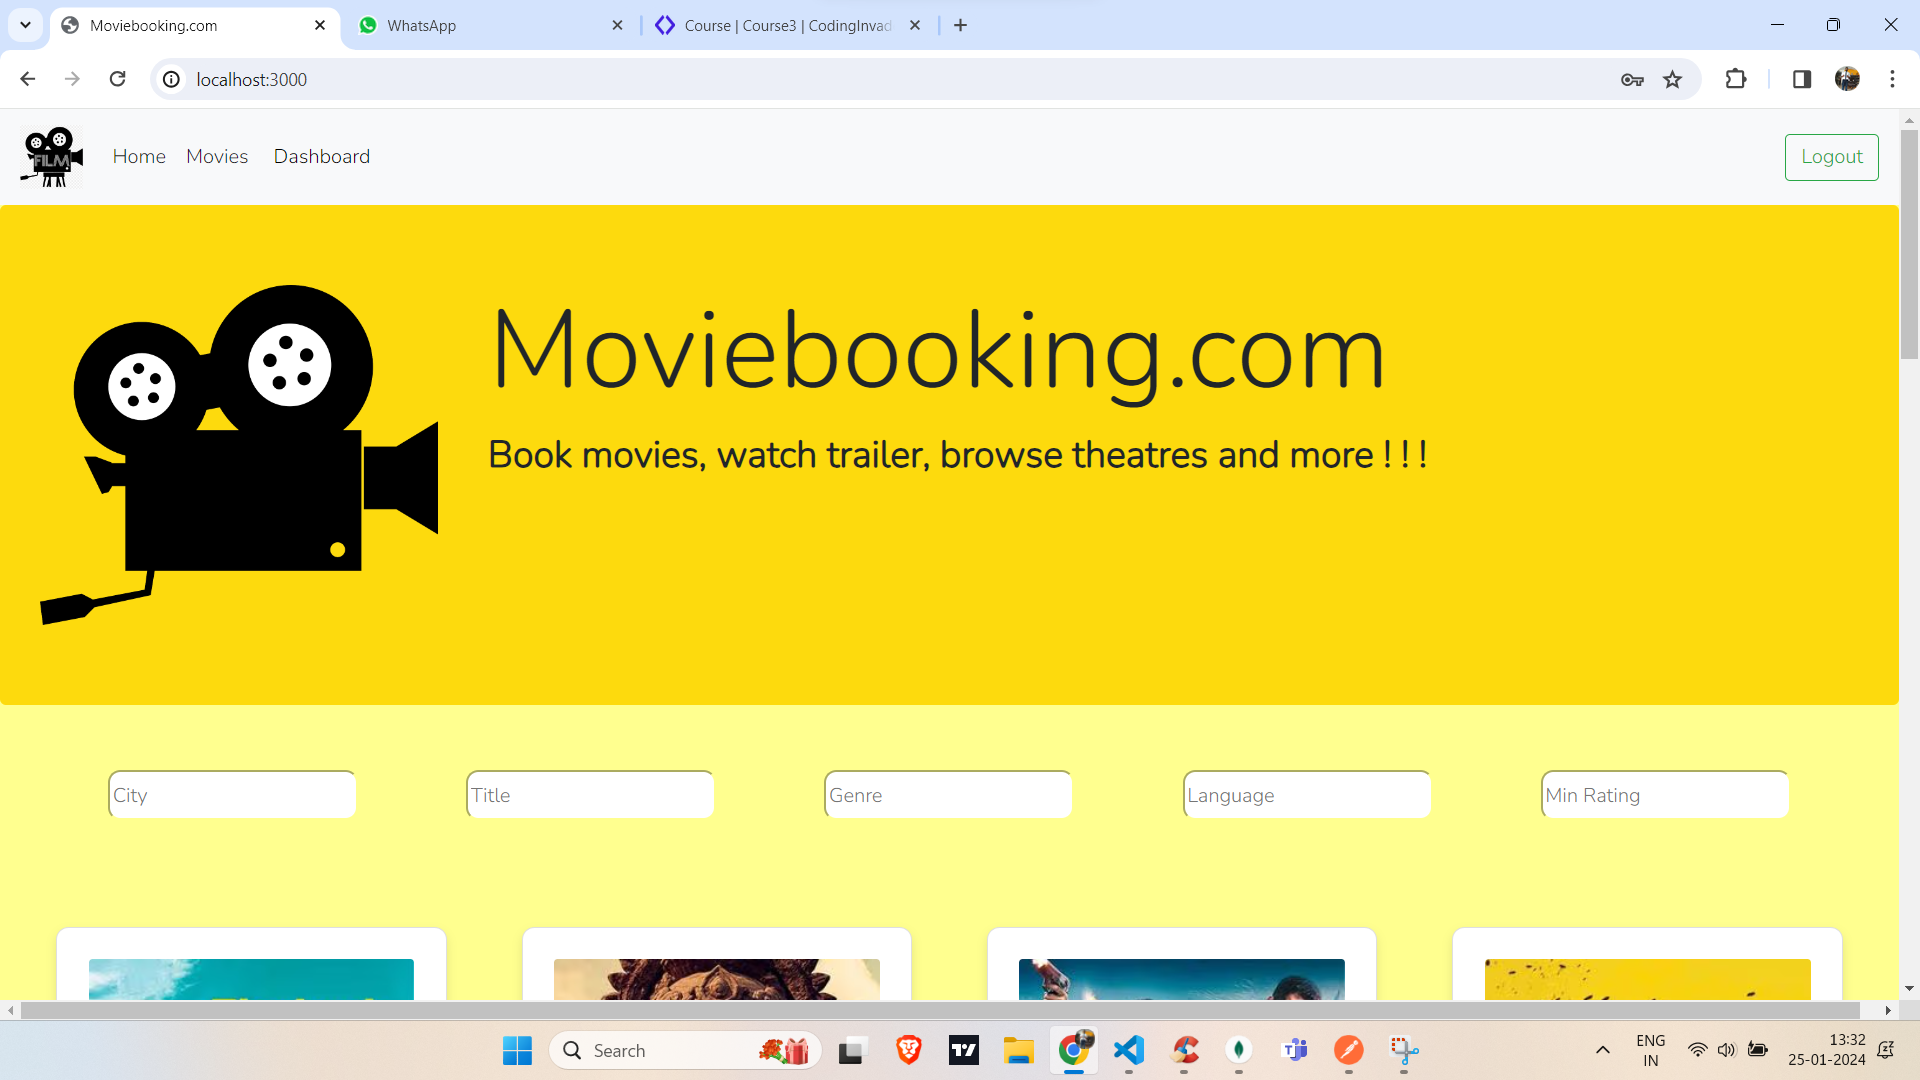 Moviebooking.com
WhatsApp
Course | Course3 | CodingInvad
localhost:3000
FILM
Home
Movies
Dashboard
Logout
Moviebooking.com
Book movies, watch trailer, browse theatres and more ! ! !
City
Title
Genre
Language
Min Rating
Search
ENG
IN
13:32
25-01-2024